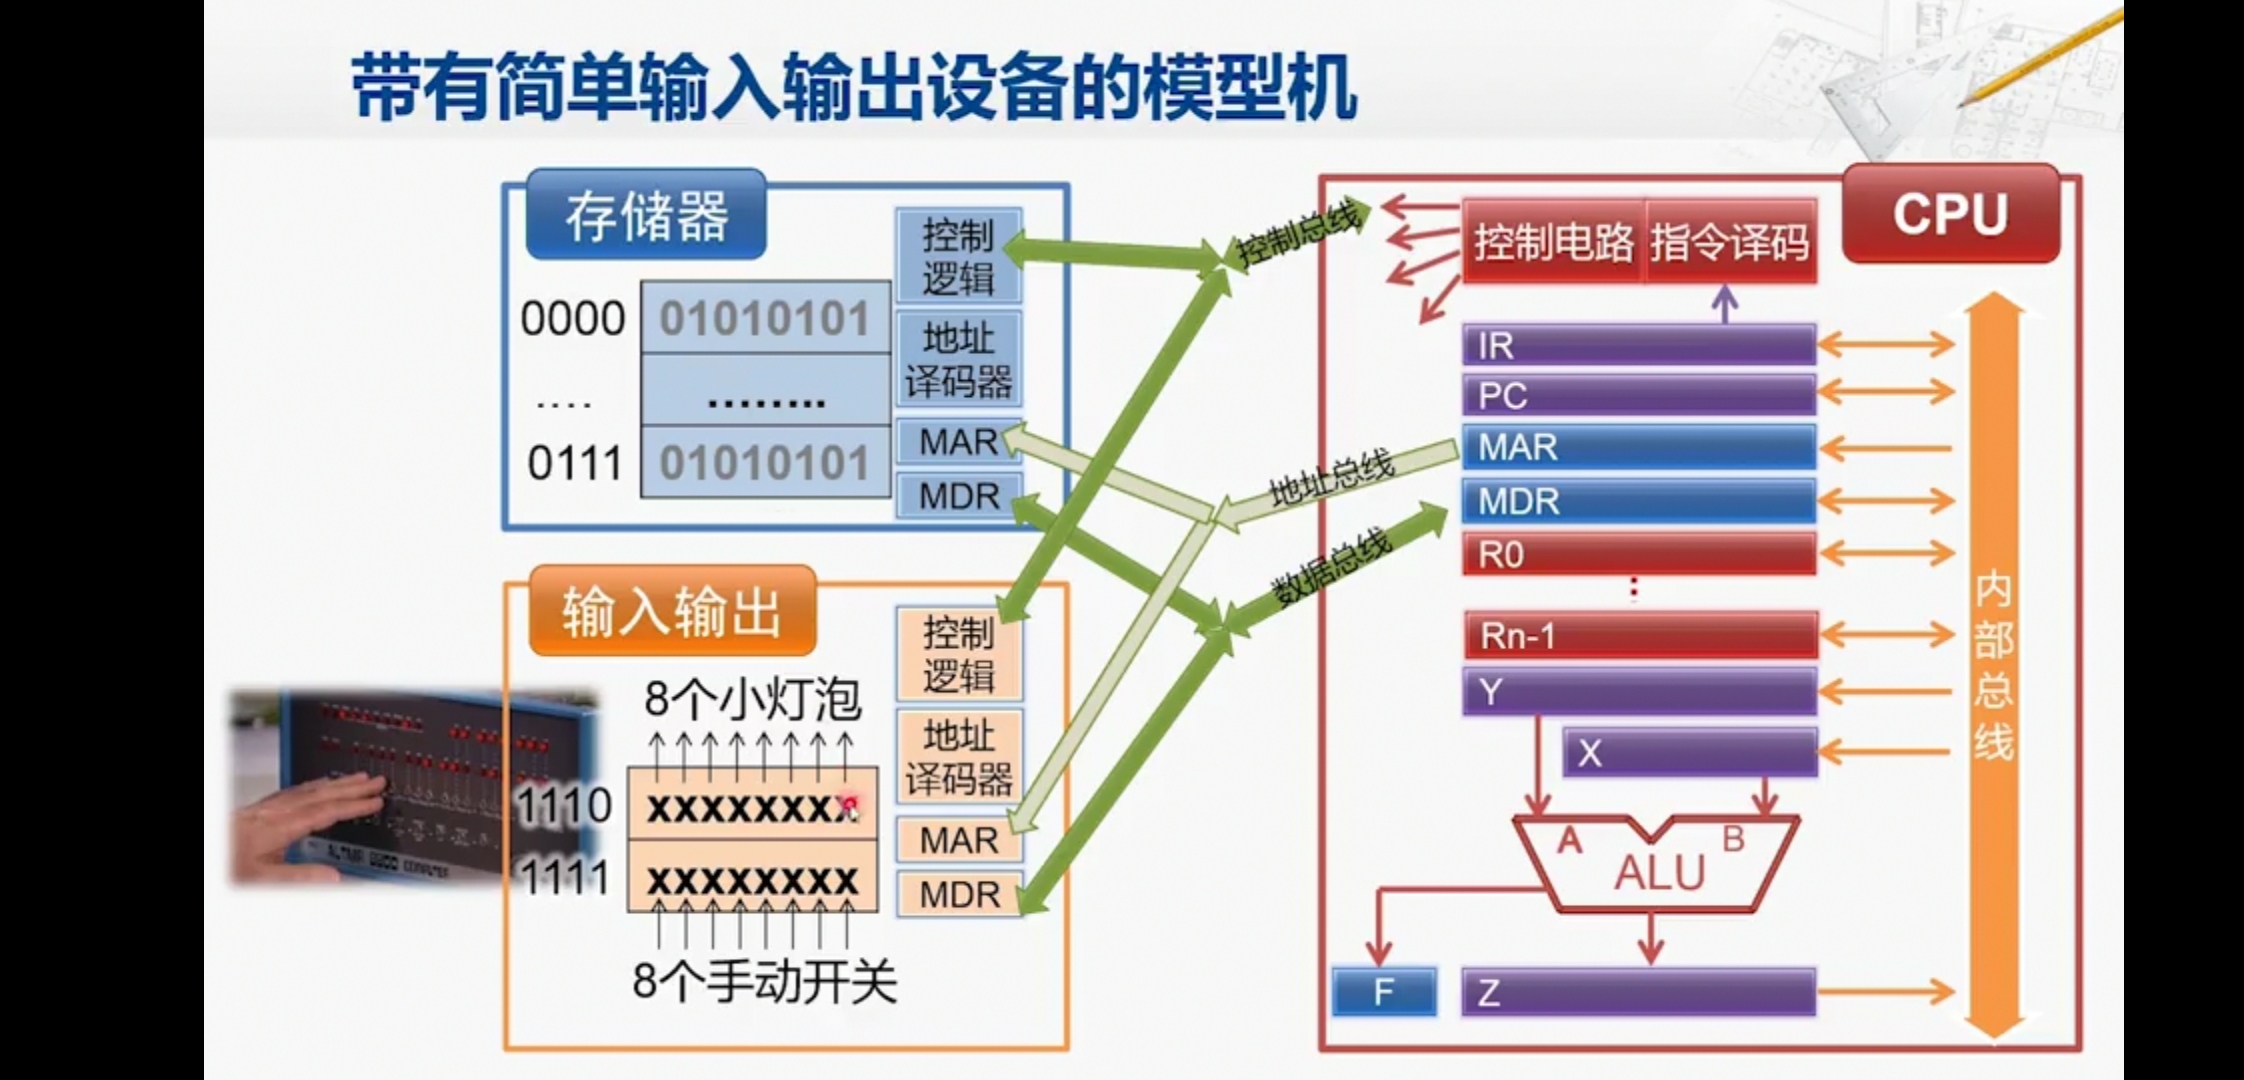 带有简单输入输出设备的模型机
存储器
控制
逻辑
0000
01010101
地址
译码器
....
........
MAR
0111
01010101
MDR
输入输出
控制
逻辑
8个小灯泡
地址
译码器
1110
xxxxxxx
MAR
1111
xxxxxxxx
MDR
8个手动开关
ALTAIR 8800 COMPUTER
控制总线
地址总线
数据总线
CPU
控制电路
指令译码
IR
PC
MAR
MDR
R0
Rn-1
Y
X
A
B
ALU
F
Z
内部总线